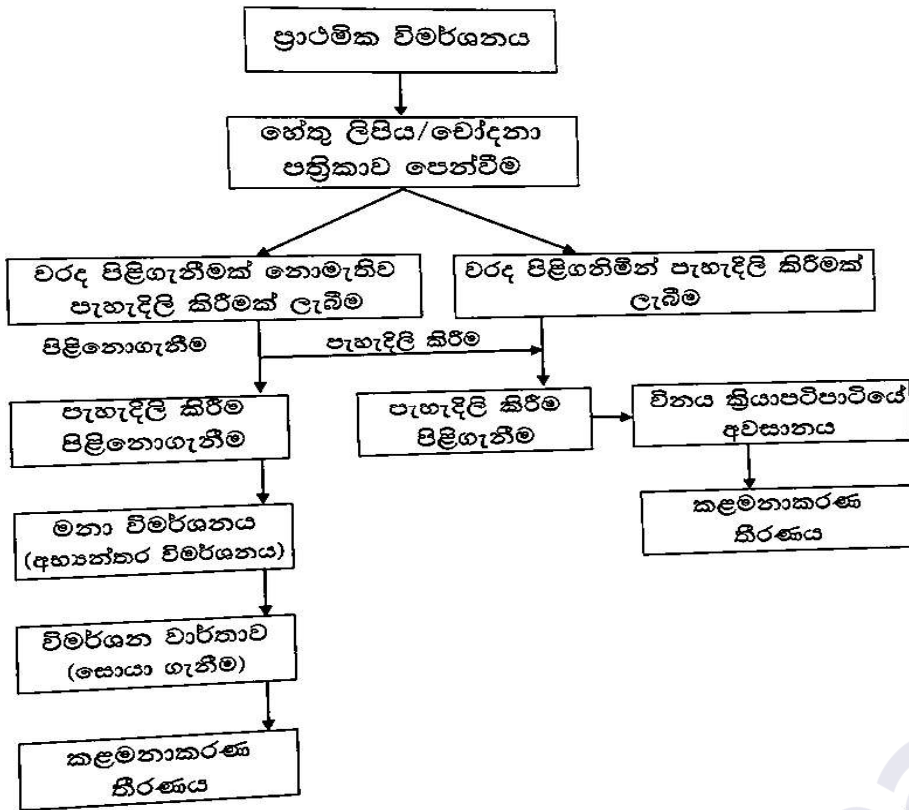 ප්‍රාථමික විමර්ශනය
හේතු ලිපිය/චෝදනා
පත්‍රිකාව පෙන්වීම
වරද පිළිගැනීමක් නොමැතිව
පැහැදිලි කිරීමක් ලැබීම
වරද පිළිගනිමින් පැහැදිලි කිරීමක්
ලැබීම
පිළිනොගැනීම
පැහැදිලි කිරීම
පැහැදිලි කිරීම
පිළිනොගැනීම
පැහැදිලි කිරීම
පිළිගැනීම
විනය ක්‍රියාපටිපාටියේ
අවසානය
කළමනාකරණ
තීරණය
මනා විමර්ශනය
(අභ්‍යන්තර විමර්ශනය)
විමර්ශන වාර්තාව
(සොයා ගැනීම)
කළමනාකරණ
තීරණය